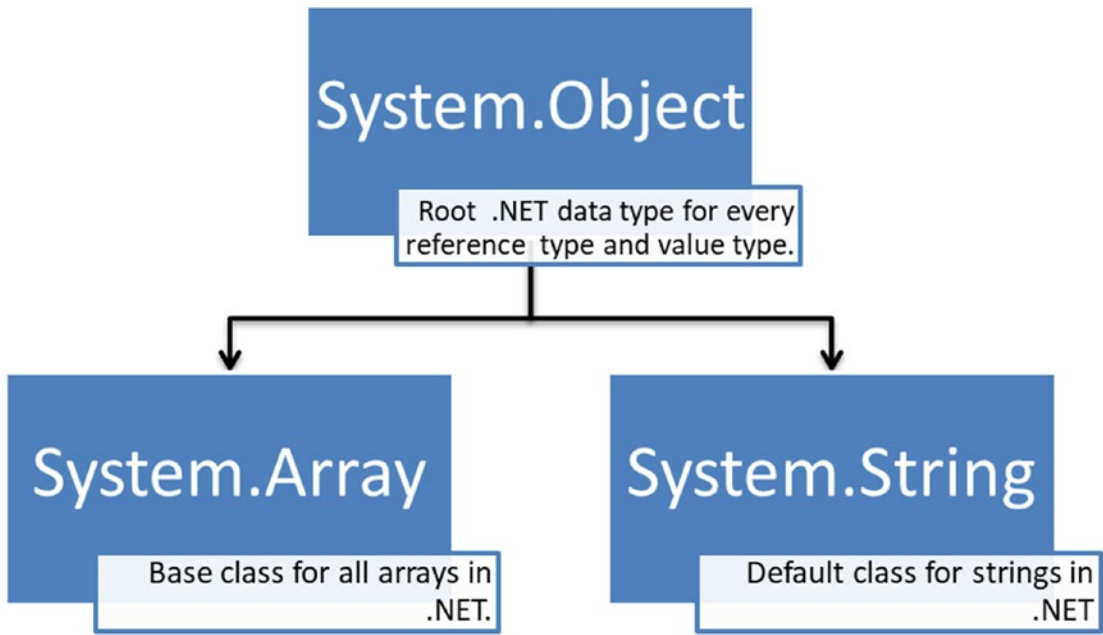 System.Object
Root .NET data type for every
reference type and value type.
System.Array
Base class for all arrays in
.NET.
System.String
Default class for strings in
.NET